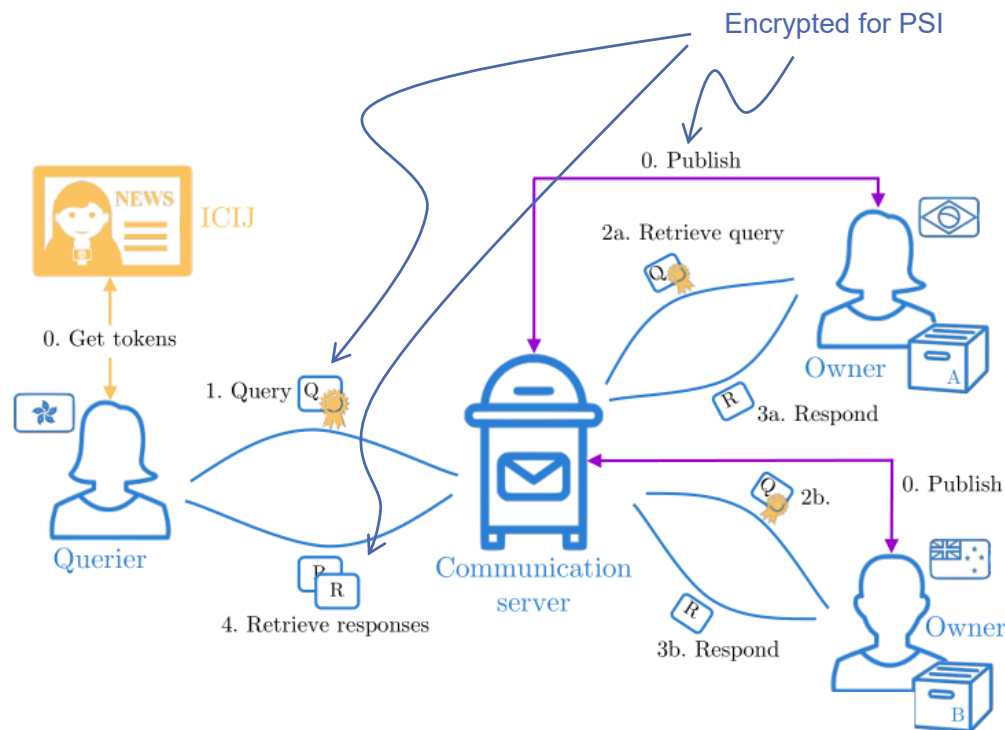 Encrypted for PSI
0. Publish
NEWS
ICIJ
2a. Retrieve query
Q
0. Get tokens
Owner
A
1. Query
Q
R
3a. Respond
Q
2b.
0. Publish
Querier
Communication
server
R
R
R
Owner
4. Retrieve responses
3b. Respond
B